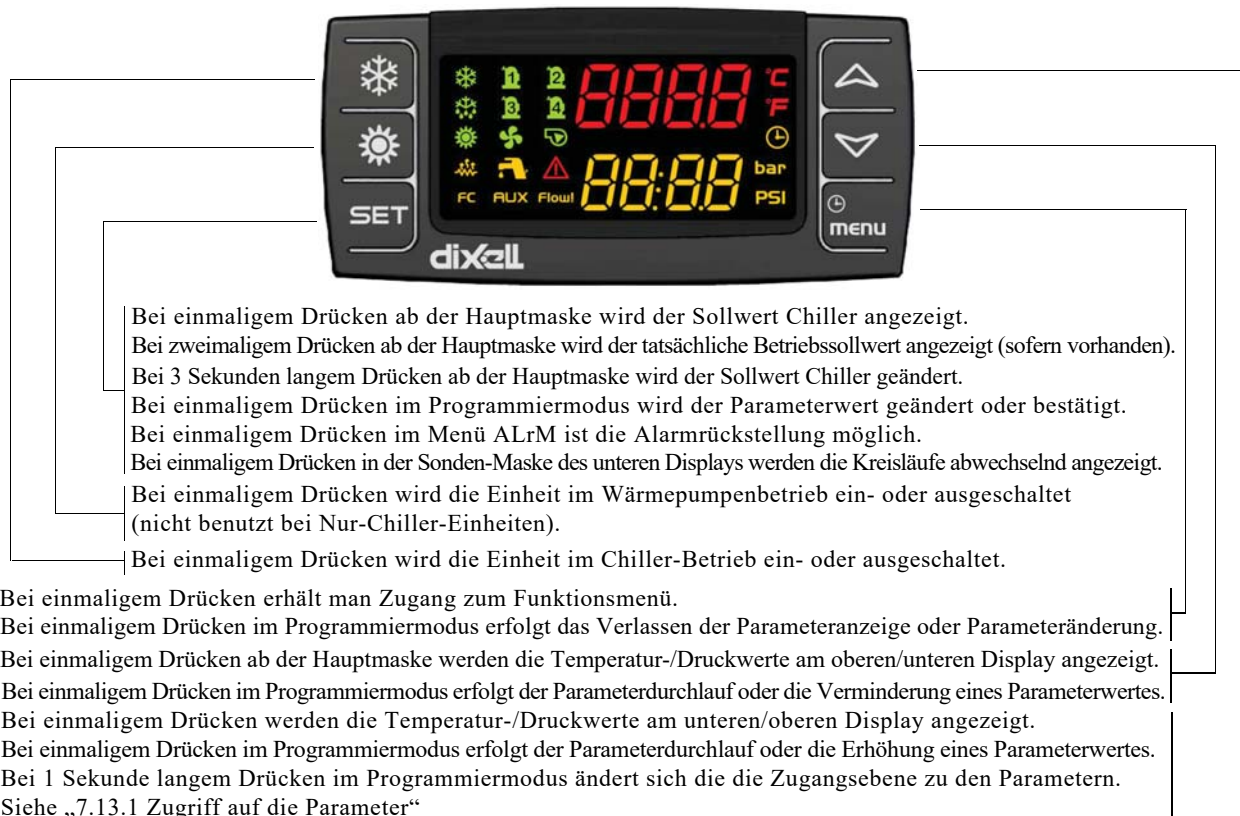 1 2 88:8.8 °C
3 4 °F
88:88 bar
FC AUX Flow! PSI
SET
menu
dixell
Bei einmaligem Drücken ab der Hauptmaske wird der Sollwert Chiller angezeigt.
Bei zweimaligem Drücken ab der Hauptmaske wird der tatsächliche Betriebssollwert angezeigt (sofern vorhanden).
Bei 3 Sekunden langem Drücken ab der Hauptmaske wird der Sollwert Chiller geändert.
Bei einmaligem Drücken im Programmiermodus wird der Parameterwert geändert oder bestätigt.
Bei einmaligem Drücken im Menü ALrM ist die Alarmrückstellung möglich.
Bei einmaligem Drücken in der Sonden-Maske des unteren Displays werden die Kreisläufe abwechselnd angezeigt.
Bei einmaligem Drücken wird die Einheit im Wärmepumpenbetrieb ein- oder ausgeschaltet
(nicht benutzt bei Nur-Chiller-Einheiten).
Bei einmaligem Drücken wird die Einheit im Chiller-Betrieb ein- oder ausgeschaltet.
Bei einmaligem Drücken erhält man Zugang zum Funktionsmenü.
Bei einmaligem Drücken im Programmiermodus erfolgt das Verlassen der Parameteranzeige oder Parameteränderung.
Bei einmaligem Drücken ab der Hauptmaske werden die Temperatur-/Druckwerte am oberen/unteren Display angezeigt.
Bei einmaligem Drücken im Programmiermodus erfolgt der Parameterdurchlauf oder die Verminderung eines Parameterwertes.
Bei einmaligem Drücken werden die Temperatur-/Druckwerte am unteren/oberen Display angezeigt.
Bei einmaligem Drücken im Programmiermodus erfolgt der Parameterdurchlauf oder die Erhöhung eines Parameterwertes.
Bei 1 Sekunde langem Drücken im Programmiermodus ändert sich die die Zugangsebene zu den Parametern.
Siehe „7.13.1 Zugriff auf die Parameter“